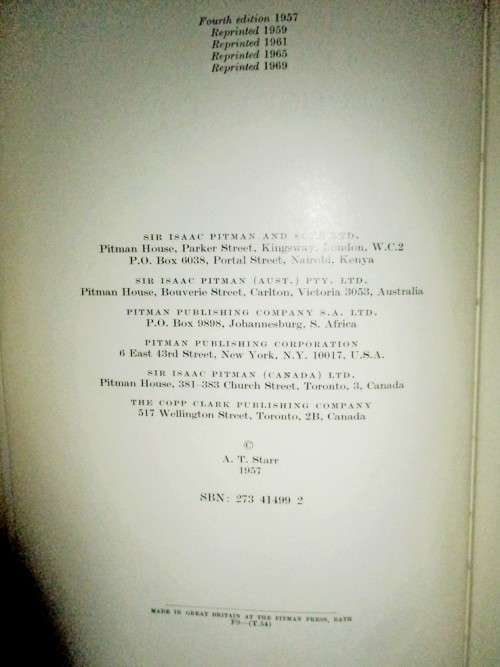 Fourth edition 1957
Reprinted 1959
Reprinted 1961
Reprinted 1965
Reprinted 1969
SIR ISAAC PITMAN AND SONS LTD.
Pitman House, Parker Street, Kingsway, London, W.C.2
P.O. Box 6038, Portal Street, Nairobi, Kenya
SIR ISAAC PITMAN (AUST.) PTY. LTD.
Pitman House, Bouverie Street, Carlton, Victoria 3053, Australia
PITMAN PUBLISHING COMPANY S.A. LTD.
P.O. Box 9898, Johannesburg, S. Africa
PITMAN PUBLISHING CORPORATION
6 East 43rd Street, New York, N.Y. 10017, U.S.A.
SIR ISAAC PITMAN (CANADA) LTD.
Pitman House, 381–383 Church Street, Toronto, 3, Canada
THE COPP CLARK PUBLISHING COMPANY
517 Wellington Street, Toronto, 2B, Canada
©
A. T. Starr
1957
SBN: 273 41499 2
MADE IN GREAT BRITAIN AT THE PITMAN PRESS, BATH
F9—(T.54)